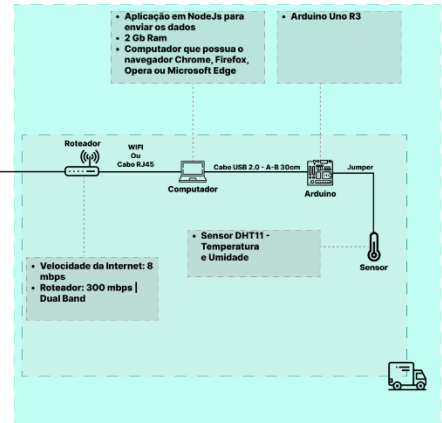 • Aplicação em NodeJs para
enviar os dados
• 2 Gb Ram
• Computador que possua o
navegador Chrome, Firefox,
Opera ou Microsoft Edge
• Arduino Uno R3
Roteador
WIFI
Ou
Cabo RJ45
Computador
Cabo USB 2.0 - A-B 30cm
Arduino
Jumper
• Sensor DHT11 -
Temperatura
e Umidade
Sensor
• Velocidade da Internet: 8
mbps
• Roteador: 300 mbps |
Dual Band